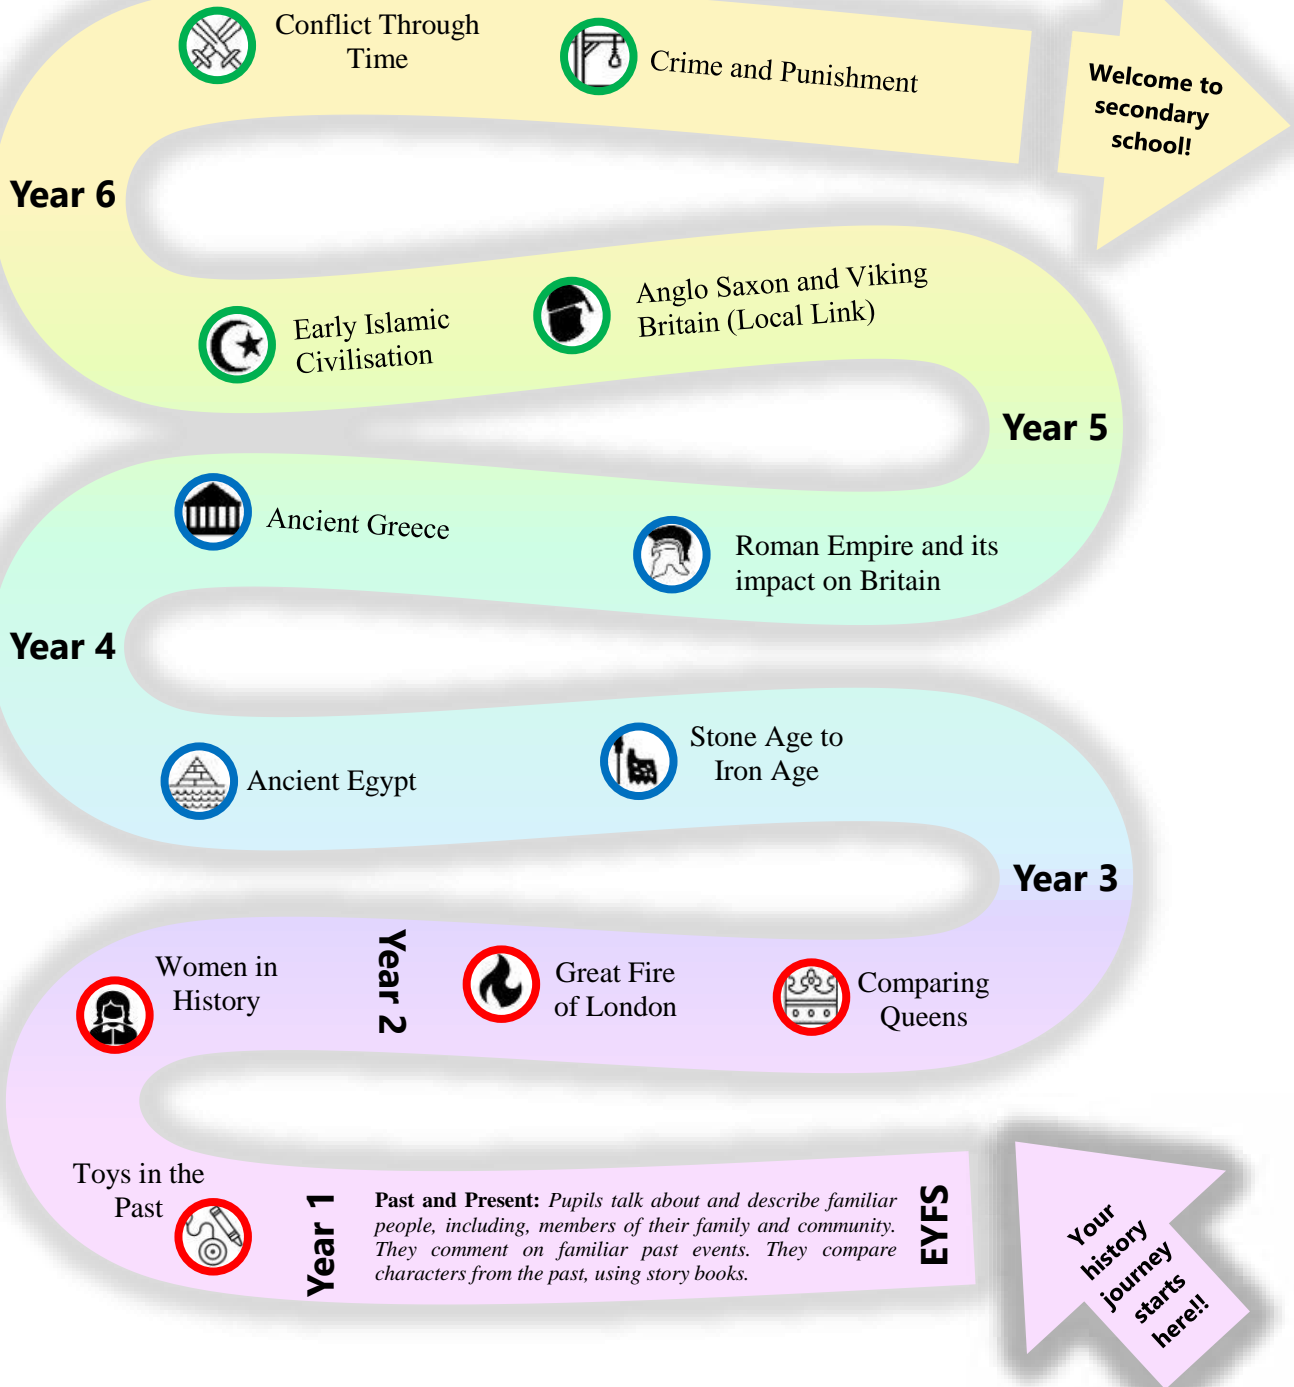 Conflict Through
Time
Crime and Punishment
Welcome to
secondary
school!
Year 6
Early Islamic
Civilisation
Anglo Saxon and Viking
Britain (Local Link)
Year 5
Ancient Greece
Roman Empire and its
impact on Britain
Year 4
Ancient Egypt
Stone Age to
Iron Age
Year 3
Women in
History
Year 2
Great Fire
of London
Comparing
Queens
Toys in the
Past
Year 1
Past and Present: Pupils talk about and describe familiar
people, including, members of their family and community.
They comment on familiar past events. They compare
characters from the past, using story books.
EYFS
Your
history
journey
starts
here!!